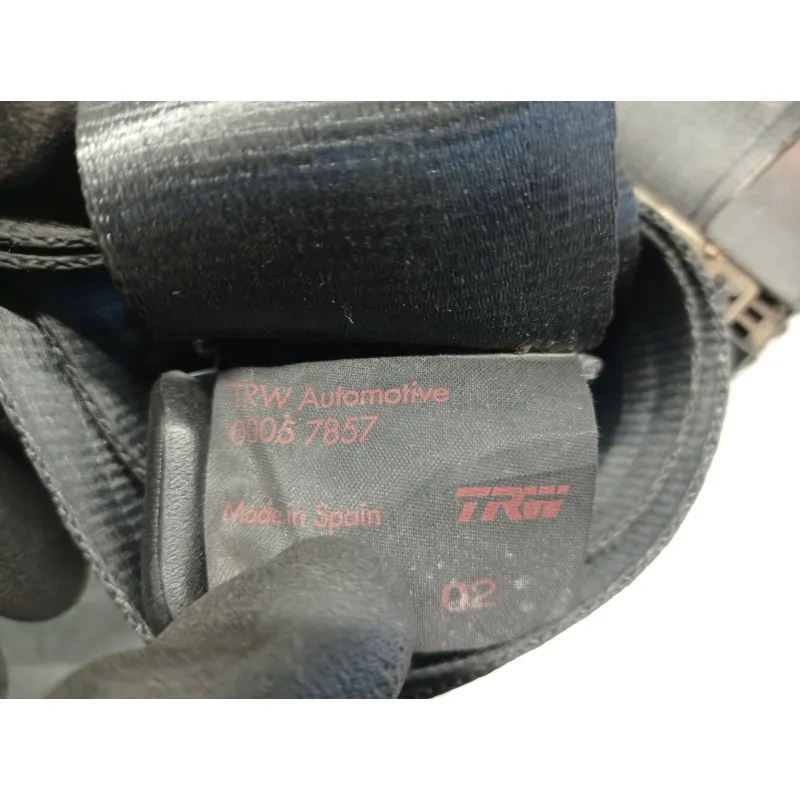 TRW Automotive
0005 7857
Made in Spain
TRW
02